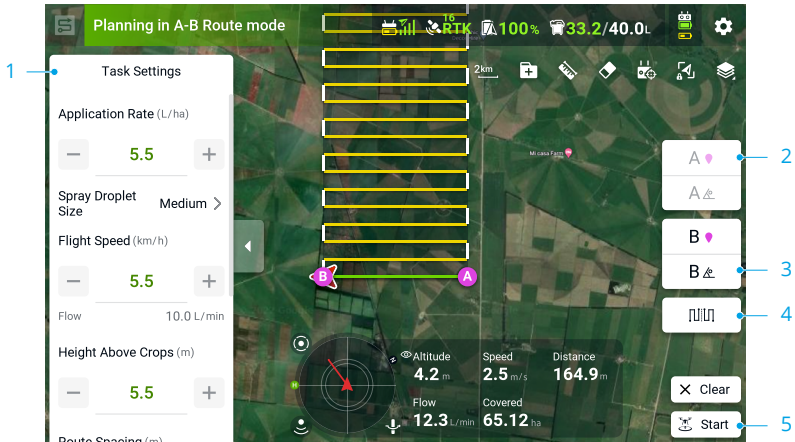 Planning in A-B Route mode
16
RTK
100%
33.2/40.0L
1
Task Settings
2km
Application Rate (L/ha)
5.5
Spray Droplet
Size
Medium
Flight Speed (km/h)
5.5
Flow
10.0 L/min
Height Above Crops (m)
5.5
Route Spacing (m)
Mi casa Farm
A
2
A
B
B
3
4
B
A
N
H
Altitude
4.2 m
Speed
2.5 m/s
Distance
164.9 m
Flow
12.3 L/min
Covered
65.12 ha
Clear
Start
5